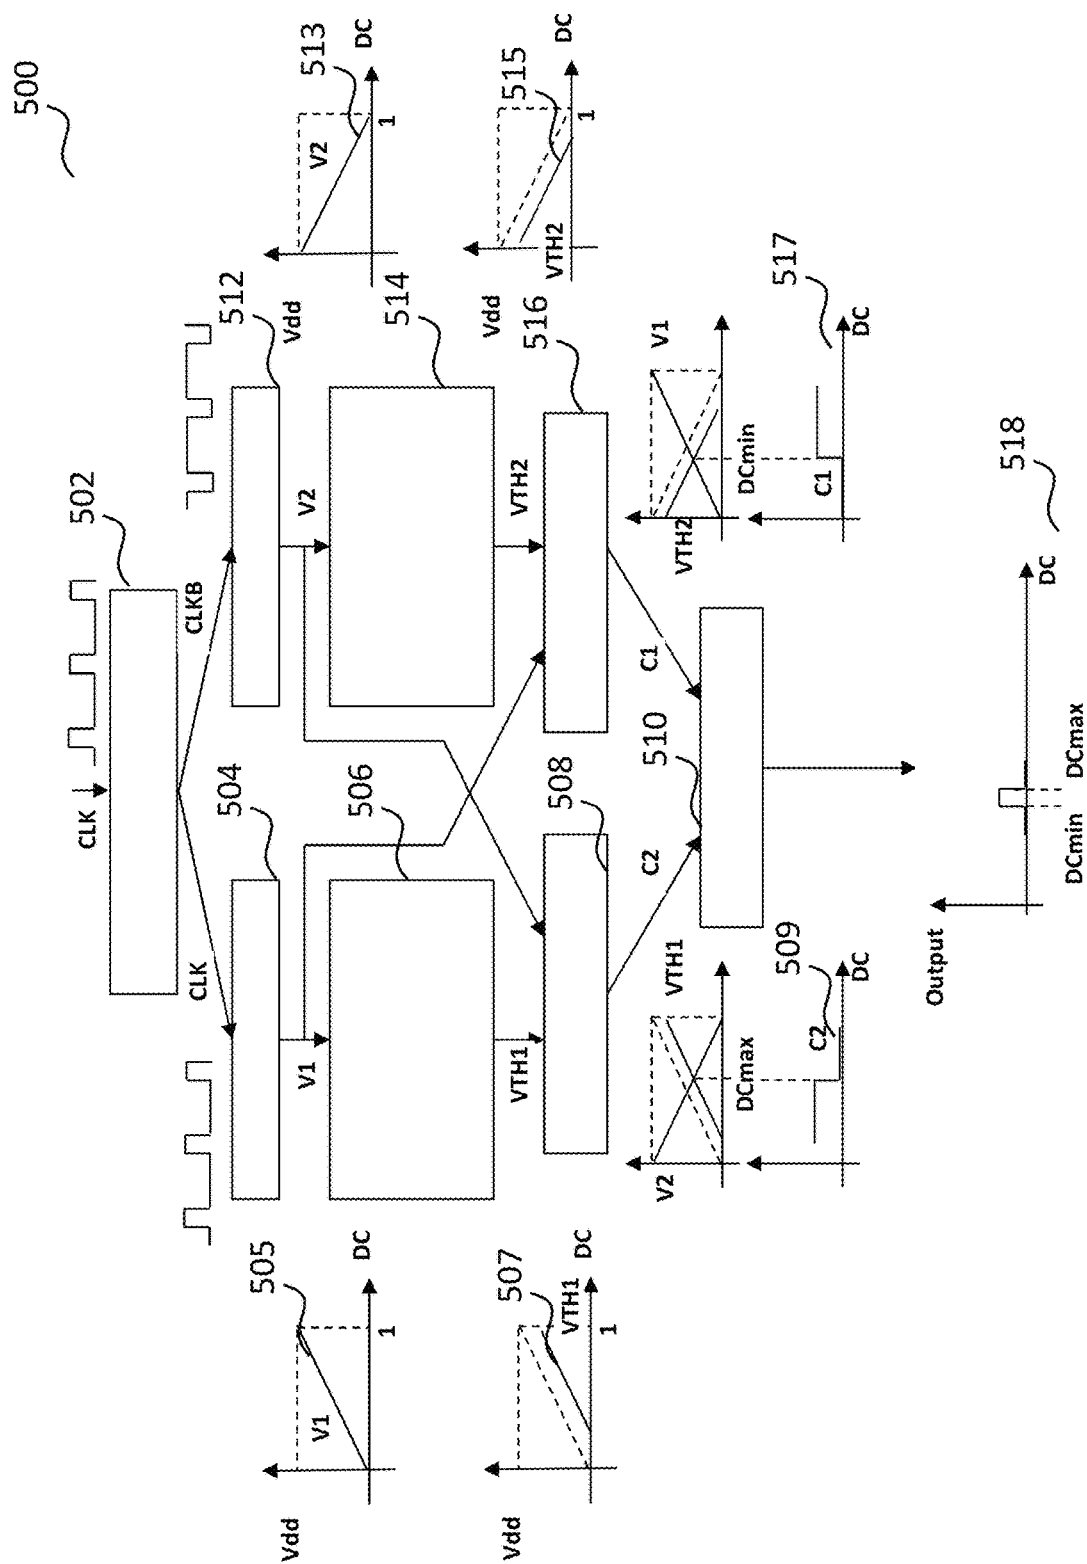 500
CLK
502
CLK
CLKB
504
512
V1
V2
506
514
VTH1
VTH2
508
516
C2
C1
510
Vdd
V1
505
1
DC
Vdd
507
VTH1
1
DC
Vdd
V2
513
1
DC
Vdd
VTH2
515
1
DC
V2
VTH1
DCmax
C2
509
DC
VTH2
V1
DCmin
C1
517
DC
Output
DCmin
DCmax
DC
518